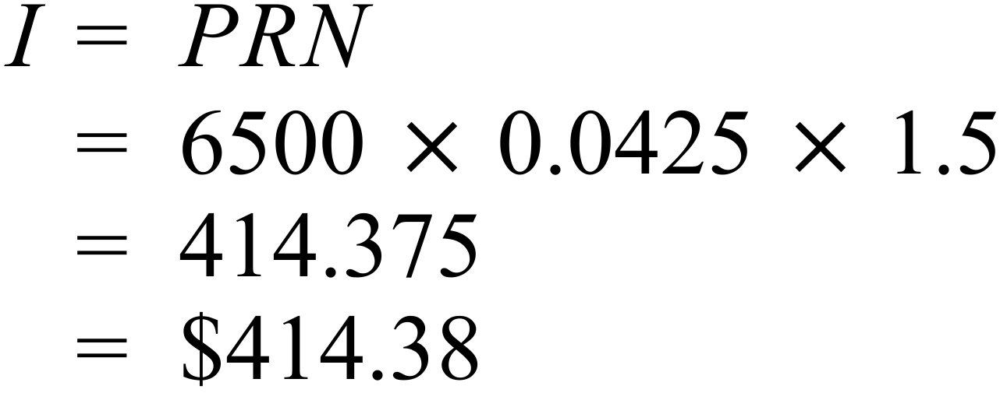 I = PRN
= 6500 × 0.0425 × 1.5
= 414.375
= $414.38